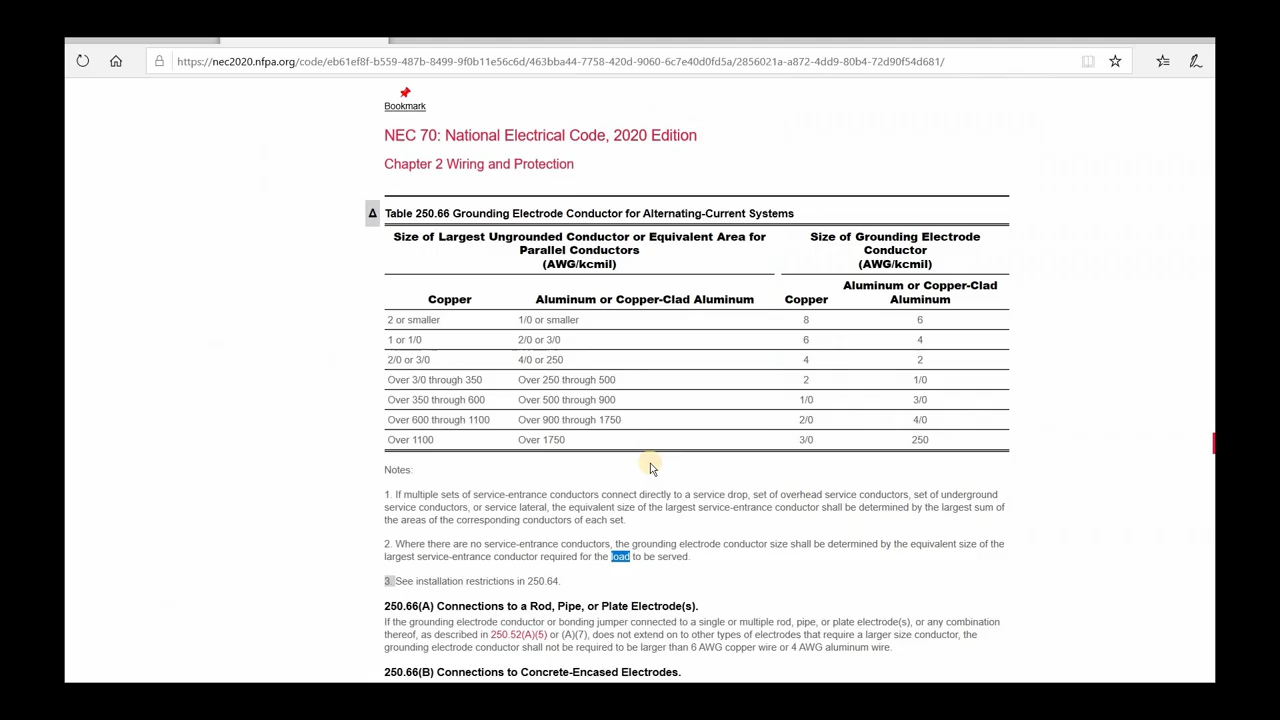 https://nec2020.nfpa.org/code/eb61ef8f-b559-487b-8499-9f0b11e56c6d/463bba44-7758-420d-9060-6c7e40d0fd5a/2856021a-a872-4dd9-80b4-72d90f54d681/
Bookmark
NEC 70: National Electrical Code, 2020 Edition
Chapter 2 Wiring and Protection
Δ Table 250.66 Grounding Electrode Conductor for Alternating-Current Systems
Size of Largest Ungrounded Conductor or Equivalent Area for Parallel Conductors (AWG/kcmil) Size of Grounding Electrode Conductor (AWG/kcmil)
Copper Aluminum or Copper-Clad Aluminum Copper Aluminum or Copper-Clad Aluminum
2 or smaller 1/0 or smaller 8 6
1 or 1/0 2/0 or 3/0 6 4
2/0 or 3/0 4/0 or 250 4 2
Over 3/0 through 350 Over 250 through 500 2 1/0
Over 350 through 600 Over 500 through 900 1/0 3/0
Over 600 through 1100 Over 900 through 1750 2/0 4/0
Over 1100 Over 1750 3/0 250
Notes:
1. If multiple sets of service-entrance conductors connect directly to a service drop, set of overhead service conductors, set of underground
service conductors, or service lateral, the equivalent size of the largest service-entrance conductor shall be determined by the largest sum of
the areas of the corresponding conductors of each set.
2. Where there are no service-entrance conductors, the grounding electrode conductor size shall be determined by the equivalent size of the
largest service-entrance conductor required for the load to be served.
3. See installation restrictions in 250.64.
250.66(A) Connections to a Rod, Pipe, or Plate Electrode(s).
If the grounding electrode conductor or bonding jumper connected to a single or multiple rod, pipe, or plate electrode(s), or any combination
thereof, as described in 250.52(A)(5) or (A)(7), does not extend on to other types of electrodes that require a larger size conductor, the
grounding electrode conductor shall not be required to be larger than 6 AWG copper wire or 4 AWG aluminum wire.
250.66(B) Connections to Concrete-Encased Electrodes.